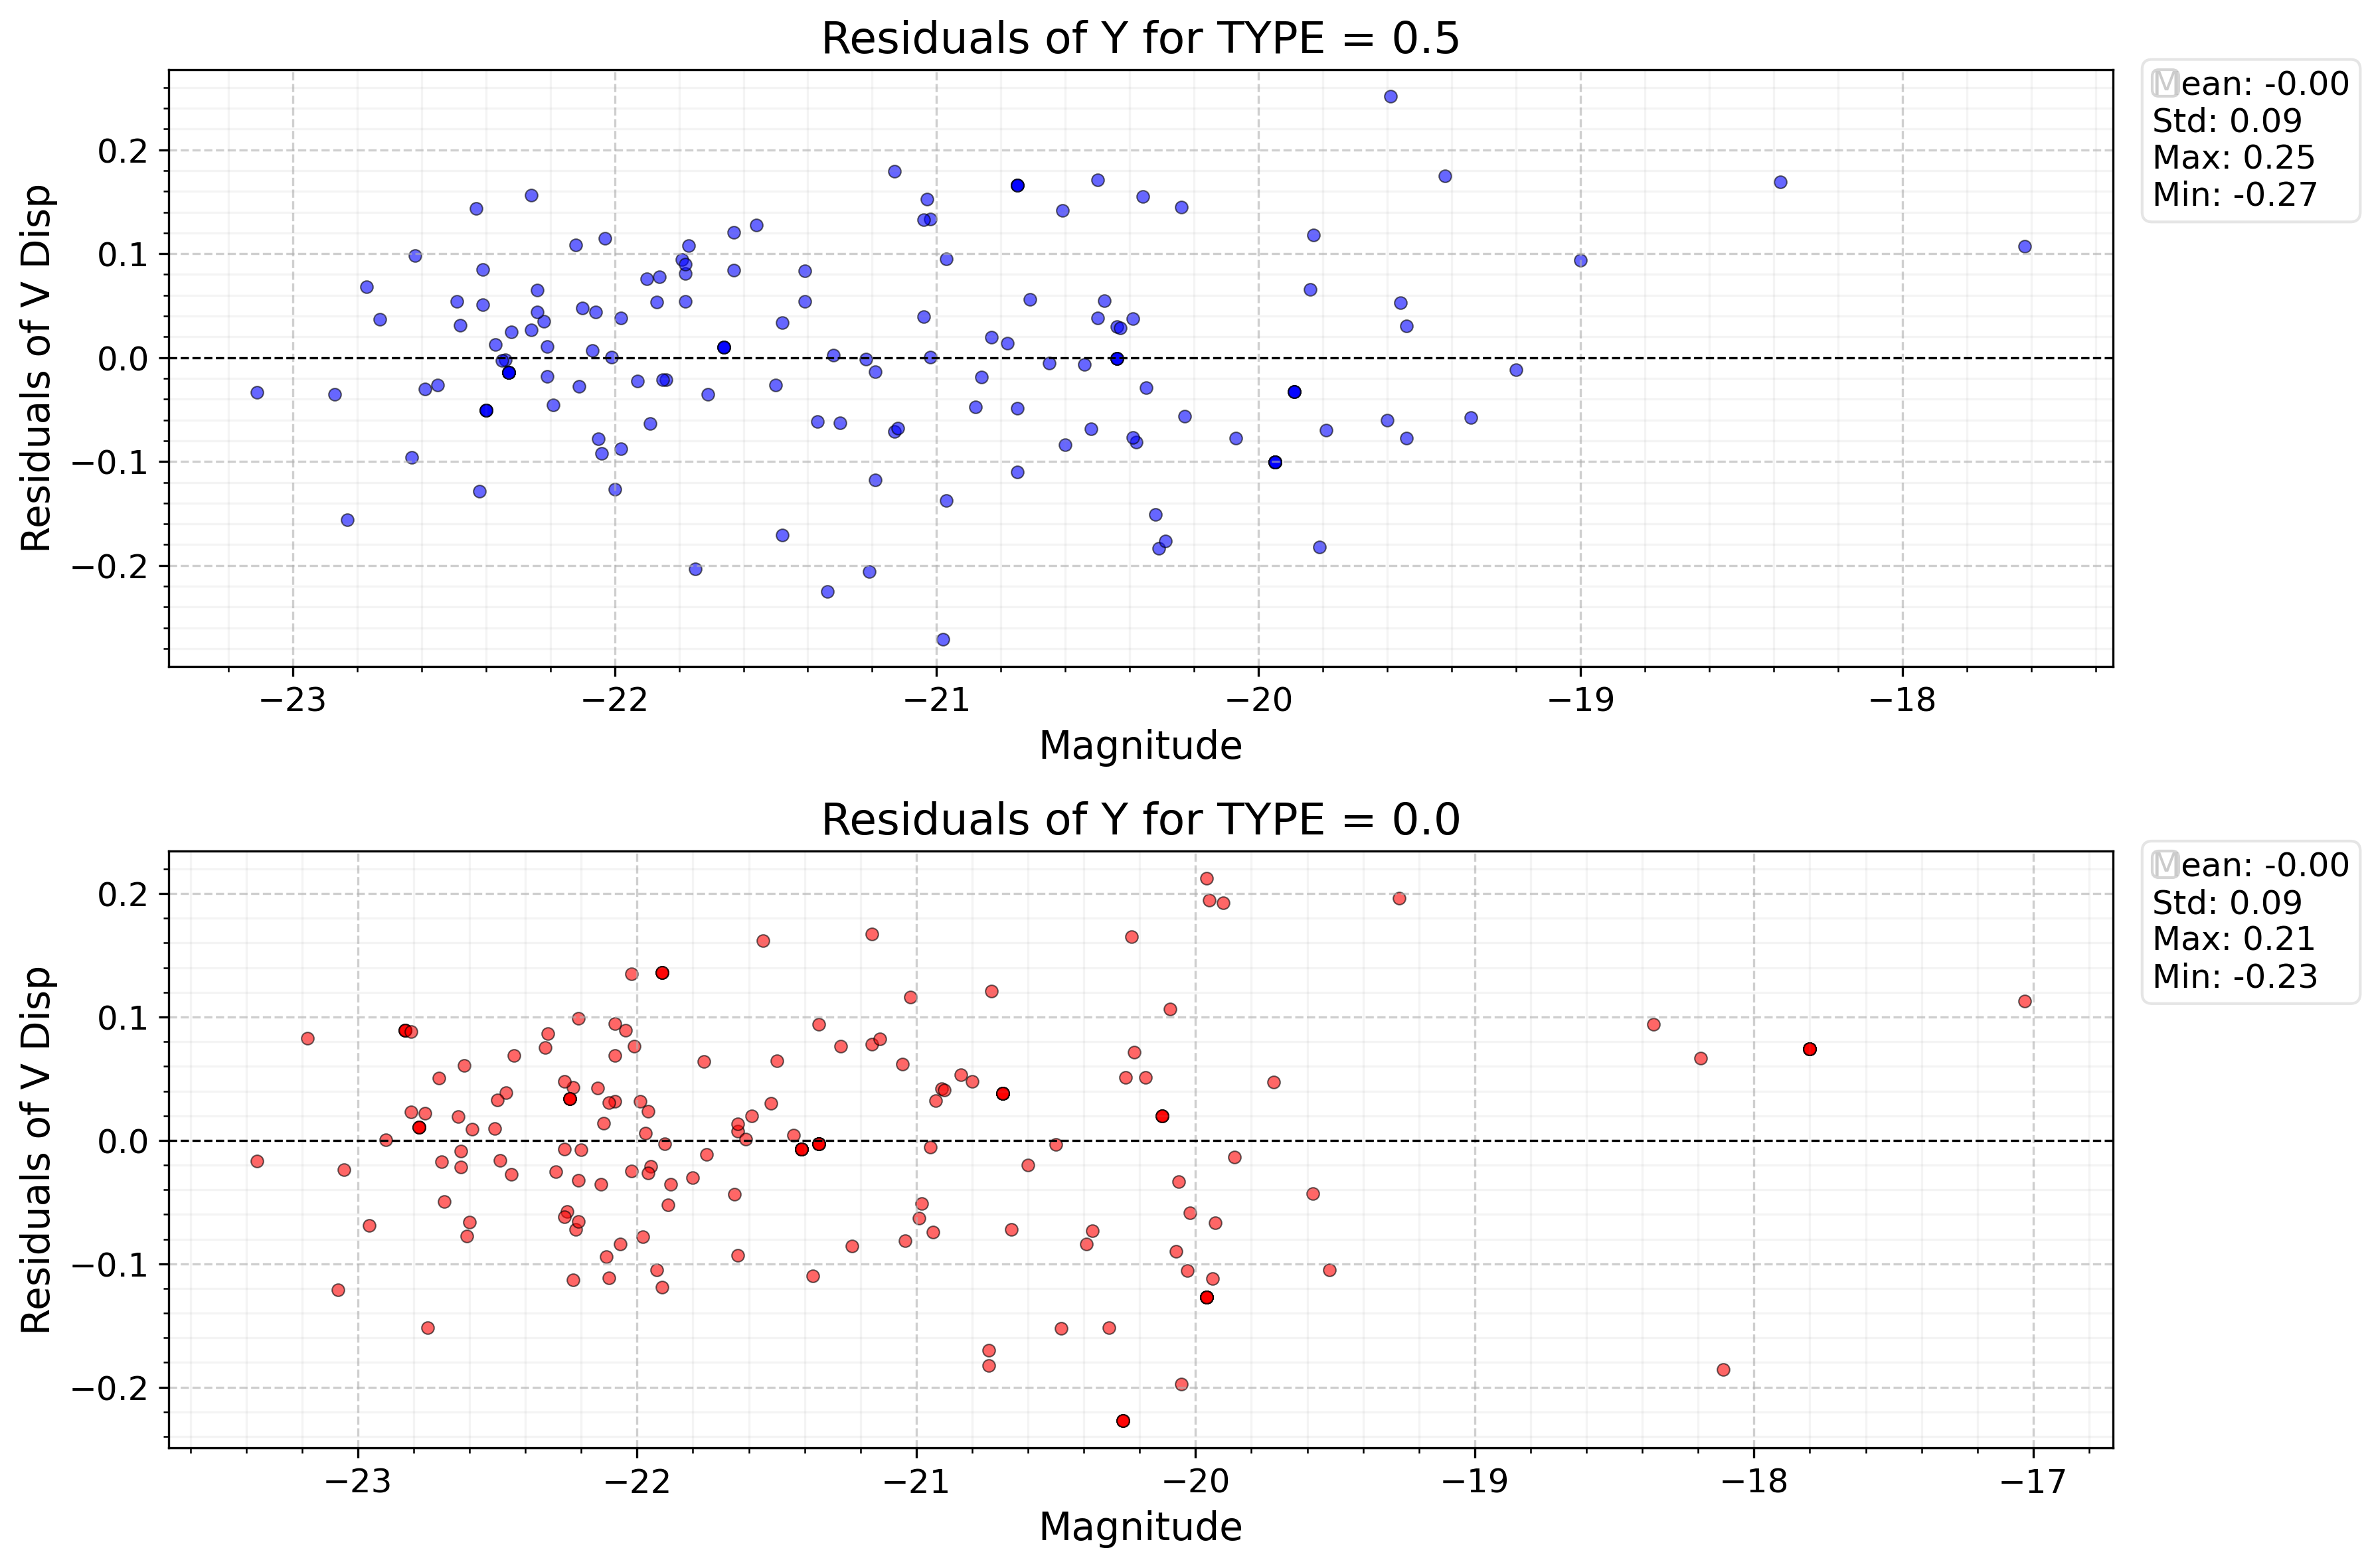 Residuals of Y for TYPE = 0.5
Mean: -0.00
Std: 0.09
Max: 0.25
Min: -0.27
Residuals of V Disp
0.2
0.1
0.0
−0.1
−0.2
−23 −22 −21 −20 −19 −18
Magnitude
Residuals of Y for TYPE = 0.0
Mean: -0.00
Std: 0.09
Max: 0.21
Min: -0.23
Residuals of V Disp
0.2
0.1
0.0
−0.1
−0.2
−23 −22 −21 −20 −19 −18 −17
Magnitude